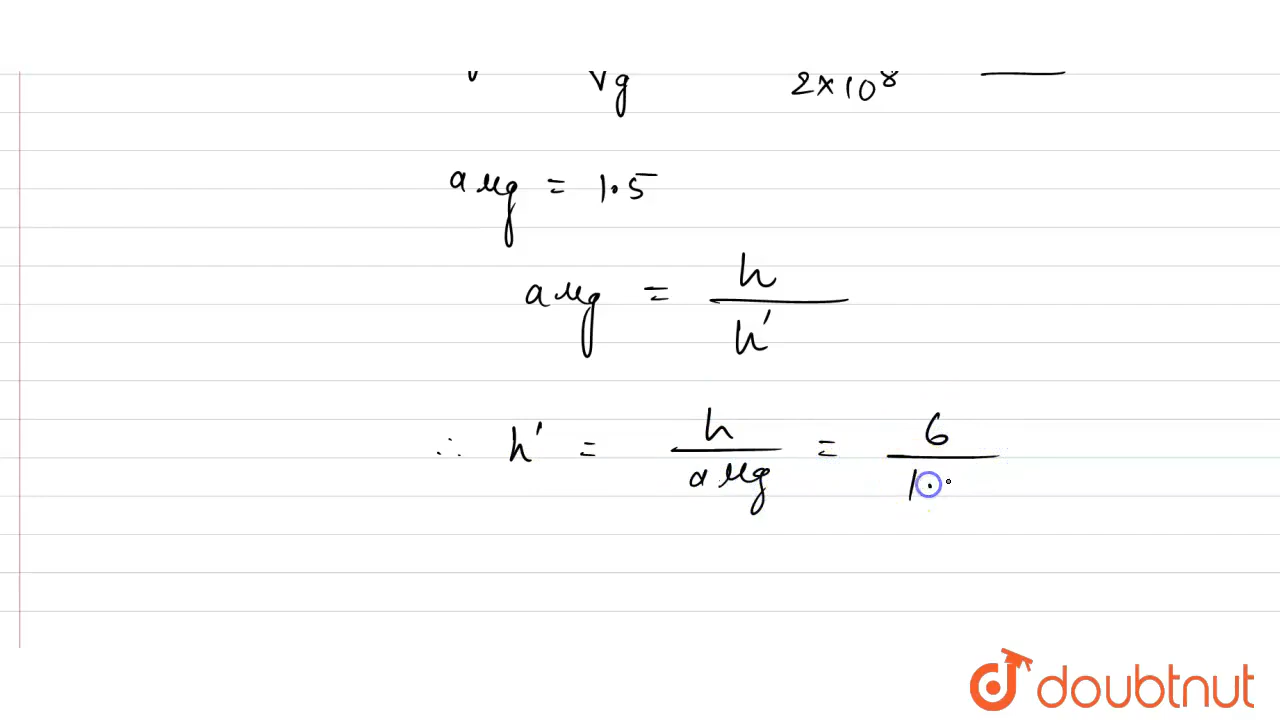 Vg 2×10⁸
aμg = 1.5
aμg = h / h'
∴ h' = h / aμg = 6 / 1.
doubtnut